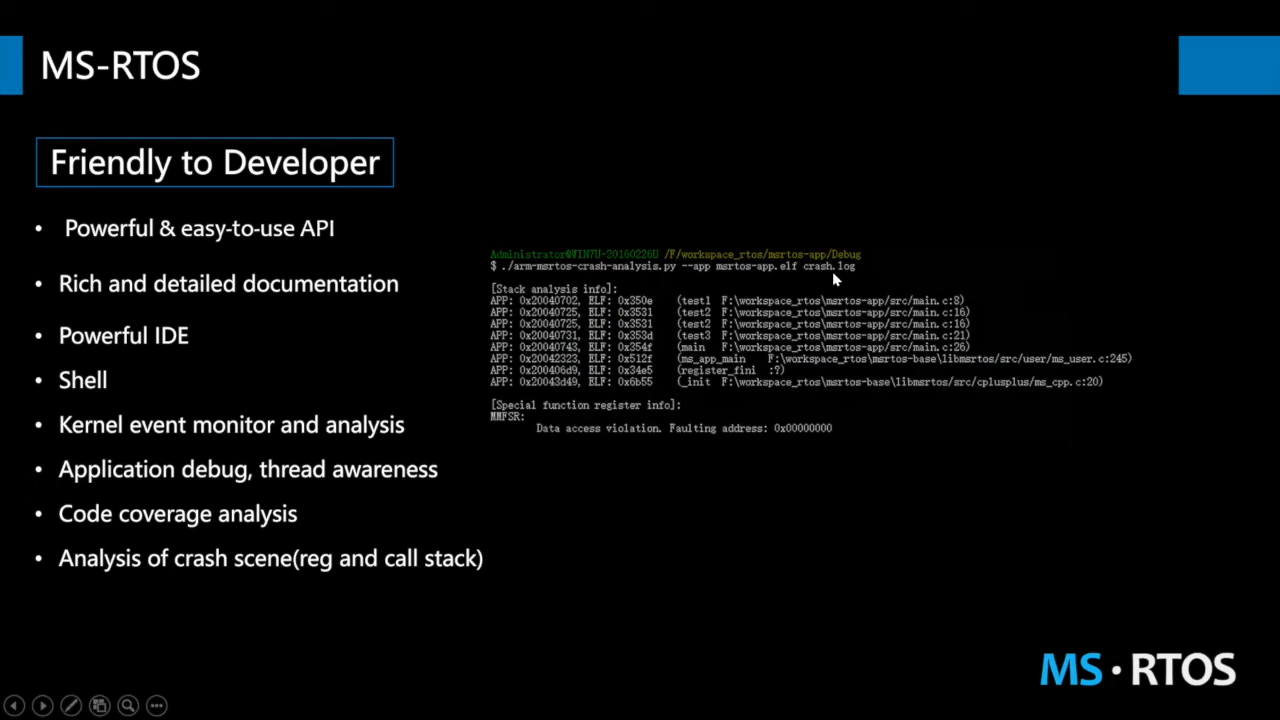 MS-RTOS
Friendly to Developer
• Powerful & easy-to-use API
• Rich and detailed documentation
• Powerful IDE
• Shell
• Kernel event monitor and analysis
• Application debug, thread awareness
• Code coverage analysis
• Analysis of crash scene(reg and call stack)
Administrator@WIN7U-20160226U /F/workspace_rtos/msrtos-app/Debug
$ ./arm-msrtos-crash-analysis.py --app msrtos-app.elf crash.log
[Stack analysis info]:
APP: 0x20040702, ELF: 0x350e (test1 F:\workspace_rtos\msrtos-app/src/main.c:8)
APP: 0x20040725, ELF: 0x3531 (test2 F:\workspace_rtos\msrtos-app/src/main.c:16)
APP: 0x20040725, ELF: 0x3531 (test2 F:\workspace_rtos\msrtos-app/src/main.c:16)
APP: 0x20040731, ELF: 0x353d (test3 F:\workspace_rtos\msrtos-app/src/main.c:21)
APP: 0x20040743, ELF: 0x354f (main F:\workspace_rtos\msrtos-app/src/main.c:26)
APP: 0x20042323, ELF: 0x512f (ms_app_main F:\workspace_rtos\msrtos-base\libmsrtos/src/user/ms_user.c:245)
APP: 0x200406d9, ELF: 0x34e5 (register_fini :?)
APP: 0x20043d49, ELF: 0x6b55 (_init F:\workspace_rtos\msrtos-base\libmsrtos/src/cplusplus/ms_cpp.c:20)
[Special function register info]:
MMFSR:
Data access violation. Faulting address: 0x00000000
MS·RTOS